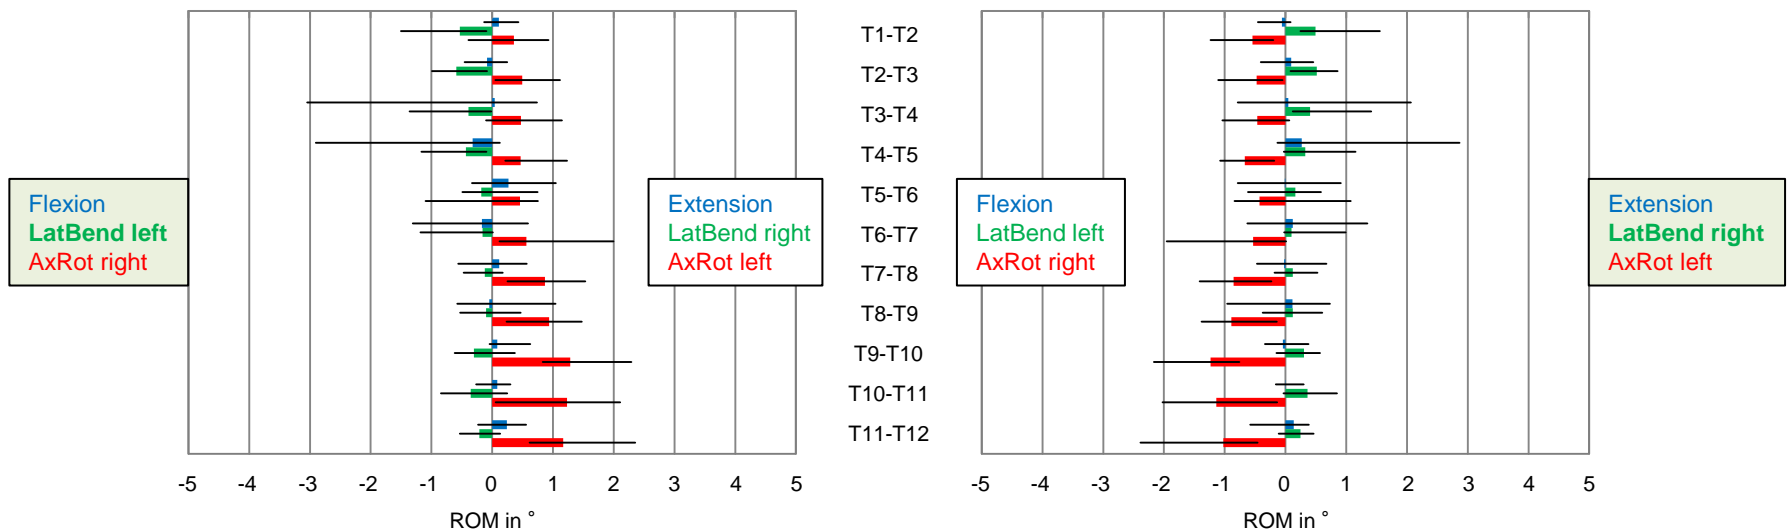 T1-T2
T2-T3
T3-T4
T4-T5
T5-T6
T6-T7
T7-T8
T8-T9
T9-T10
T10-T11
T11-T12
Flexion
LatBend left
AxRot right
Extension
LatBend right
AxRot left
Flexion
LatBend left
AxRot right
Extension
LatBend right
AxRot left
-5 -4 -3 -2 -1 0 1 2 3 4 5
ROM in °
-5 -4 -3 -2 -1 0 1 2 3 4 5
ROM in °